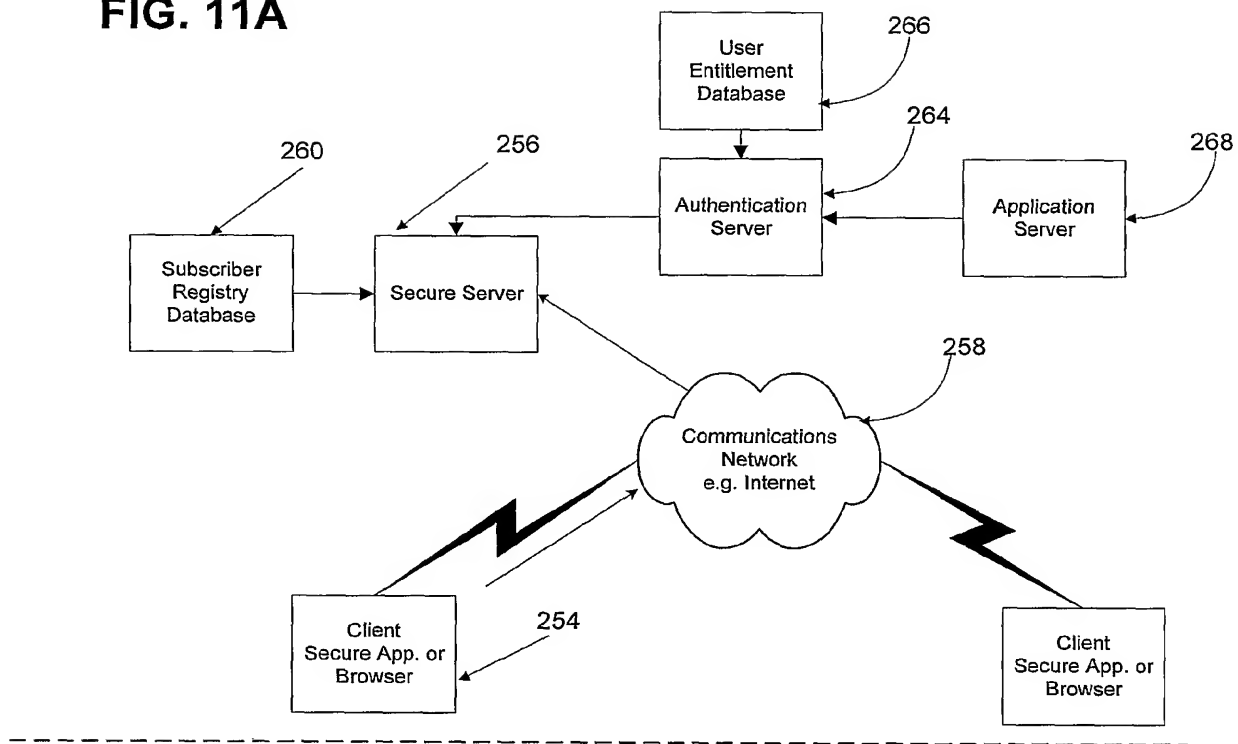 FIG. 11A
User
Entitlement
Database
266
264
260
256
268
Authentication
Server
Application
Server
Subscriber
Registry
Database
Secure Server
258
Communications
Network
e.g. Internet
Client
Secure App. or
Browser
254
Client
Secure App. or
Browser